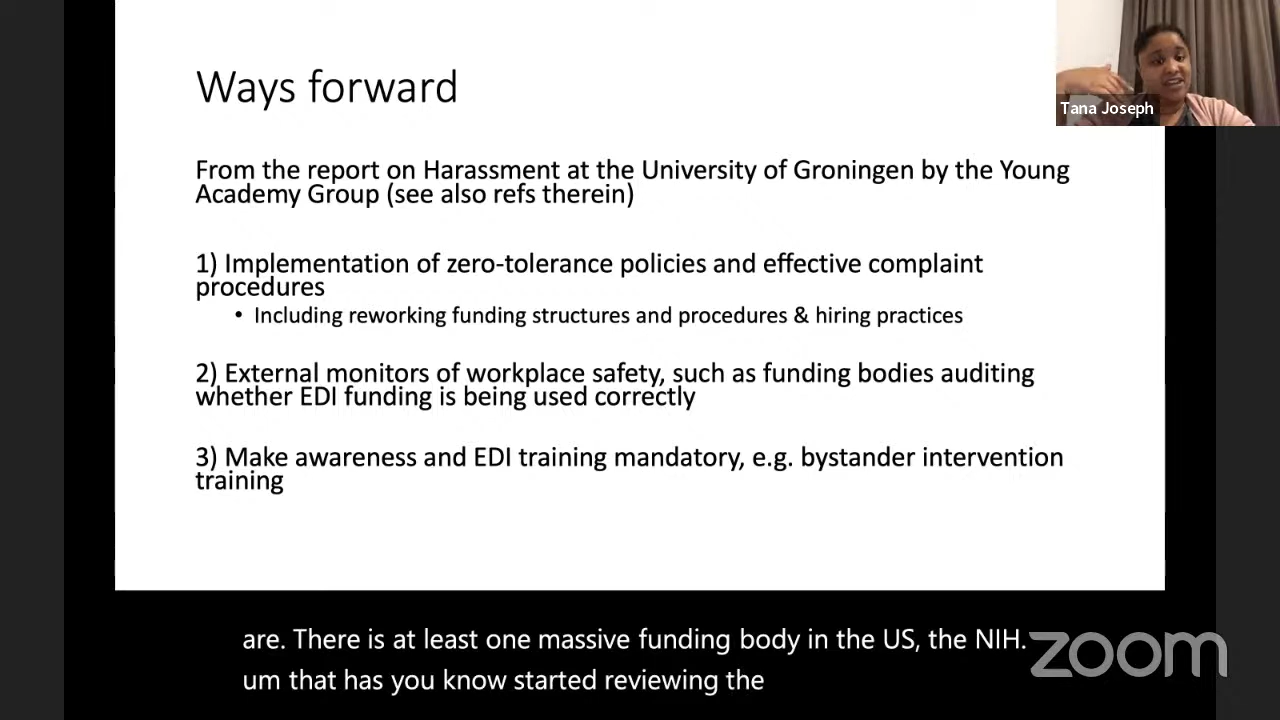 Ways forward
Tana Joseph
From the report on Harassment at the University of Groningen by the Young
Academy Group (see also refs therein)
1) Implementation of zero-tolerance policies and effective complaint
procedures
• Including reworking funding structures and procedures & hiring practices
2) External monitors of workplace safety, such as funding bodies auditing
whether EDI funding is being used correctly
3) Make awareness and EDI training mandatory, e.g. bystander intervention
training
are. There is at least one massive funding body in the US, the NIH.
um that has you know started reviewing the
zoom